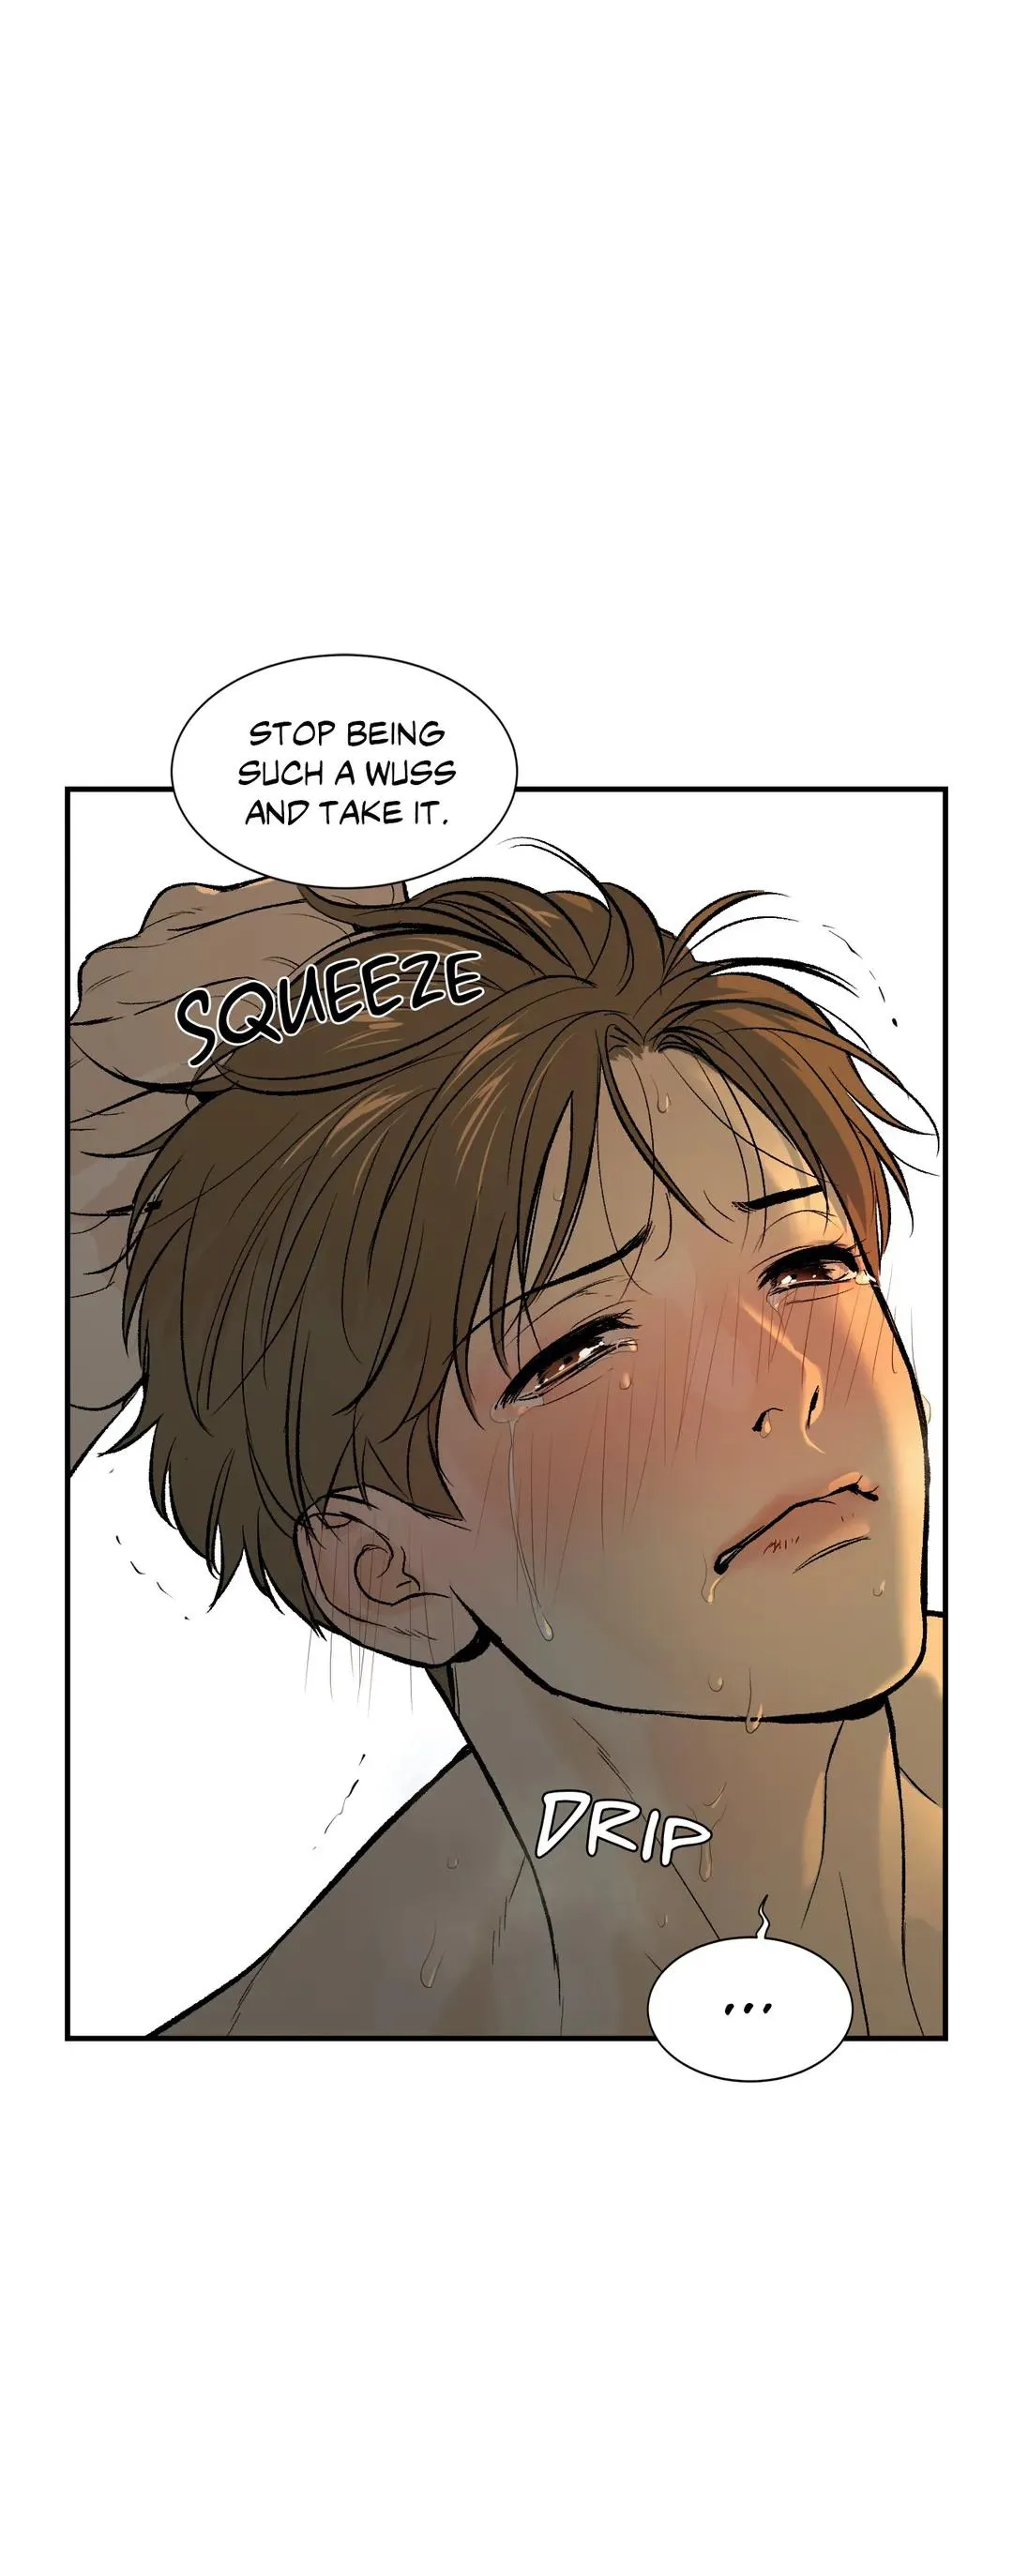 STOP BEING
SUCH A WUSS
AND TAKE IT.
SQUEEZE
DRIP
...